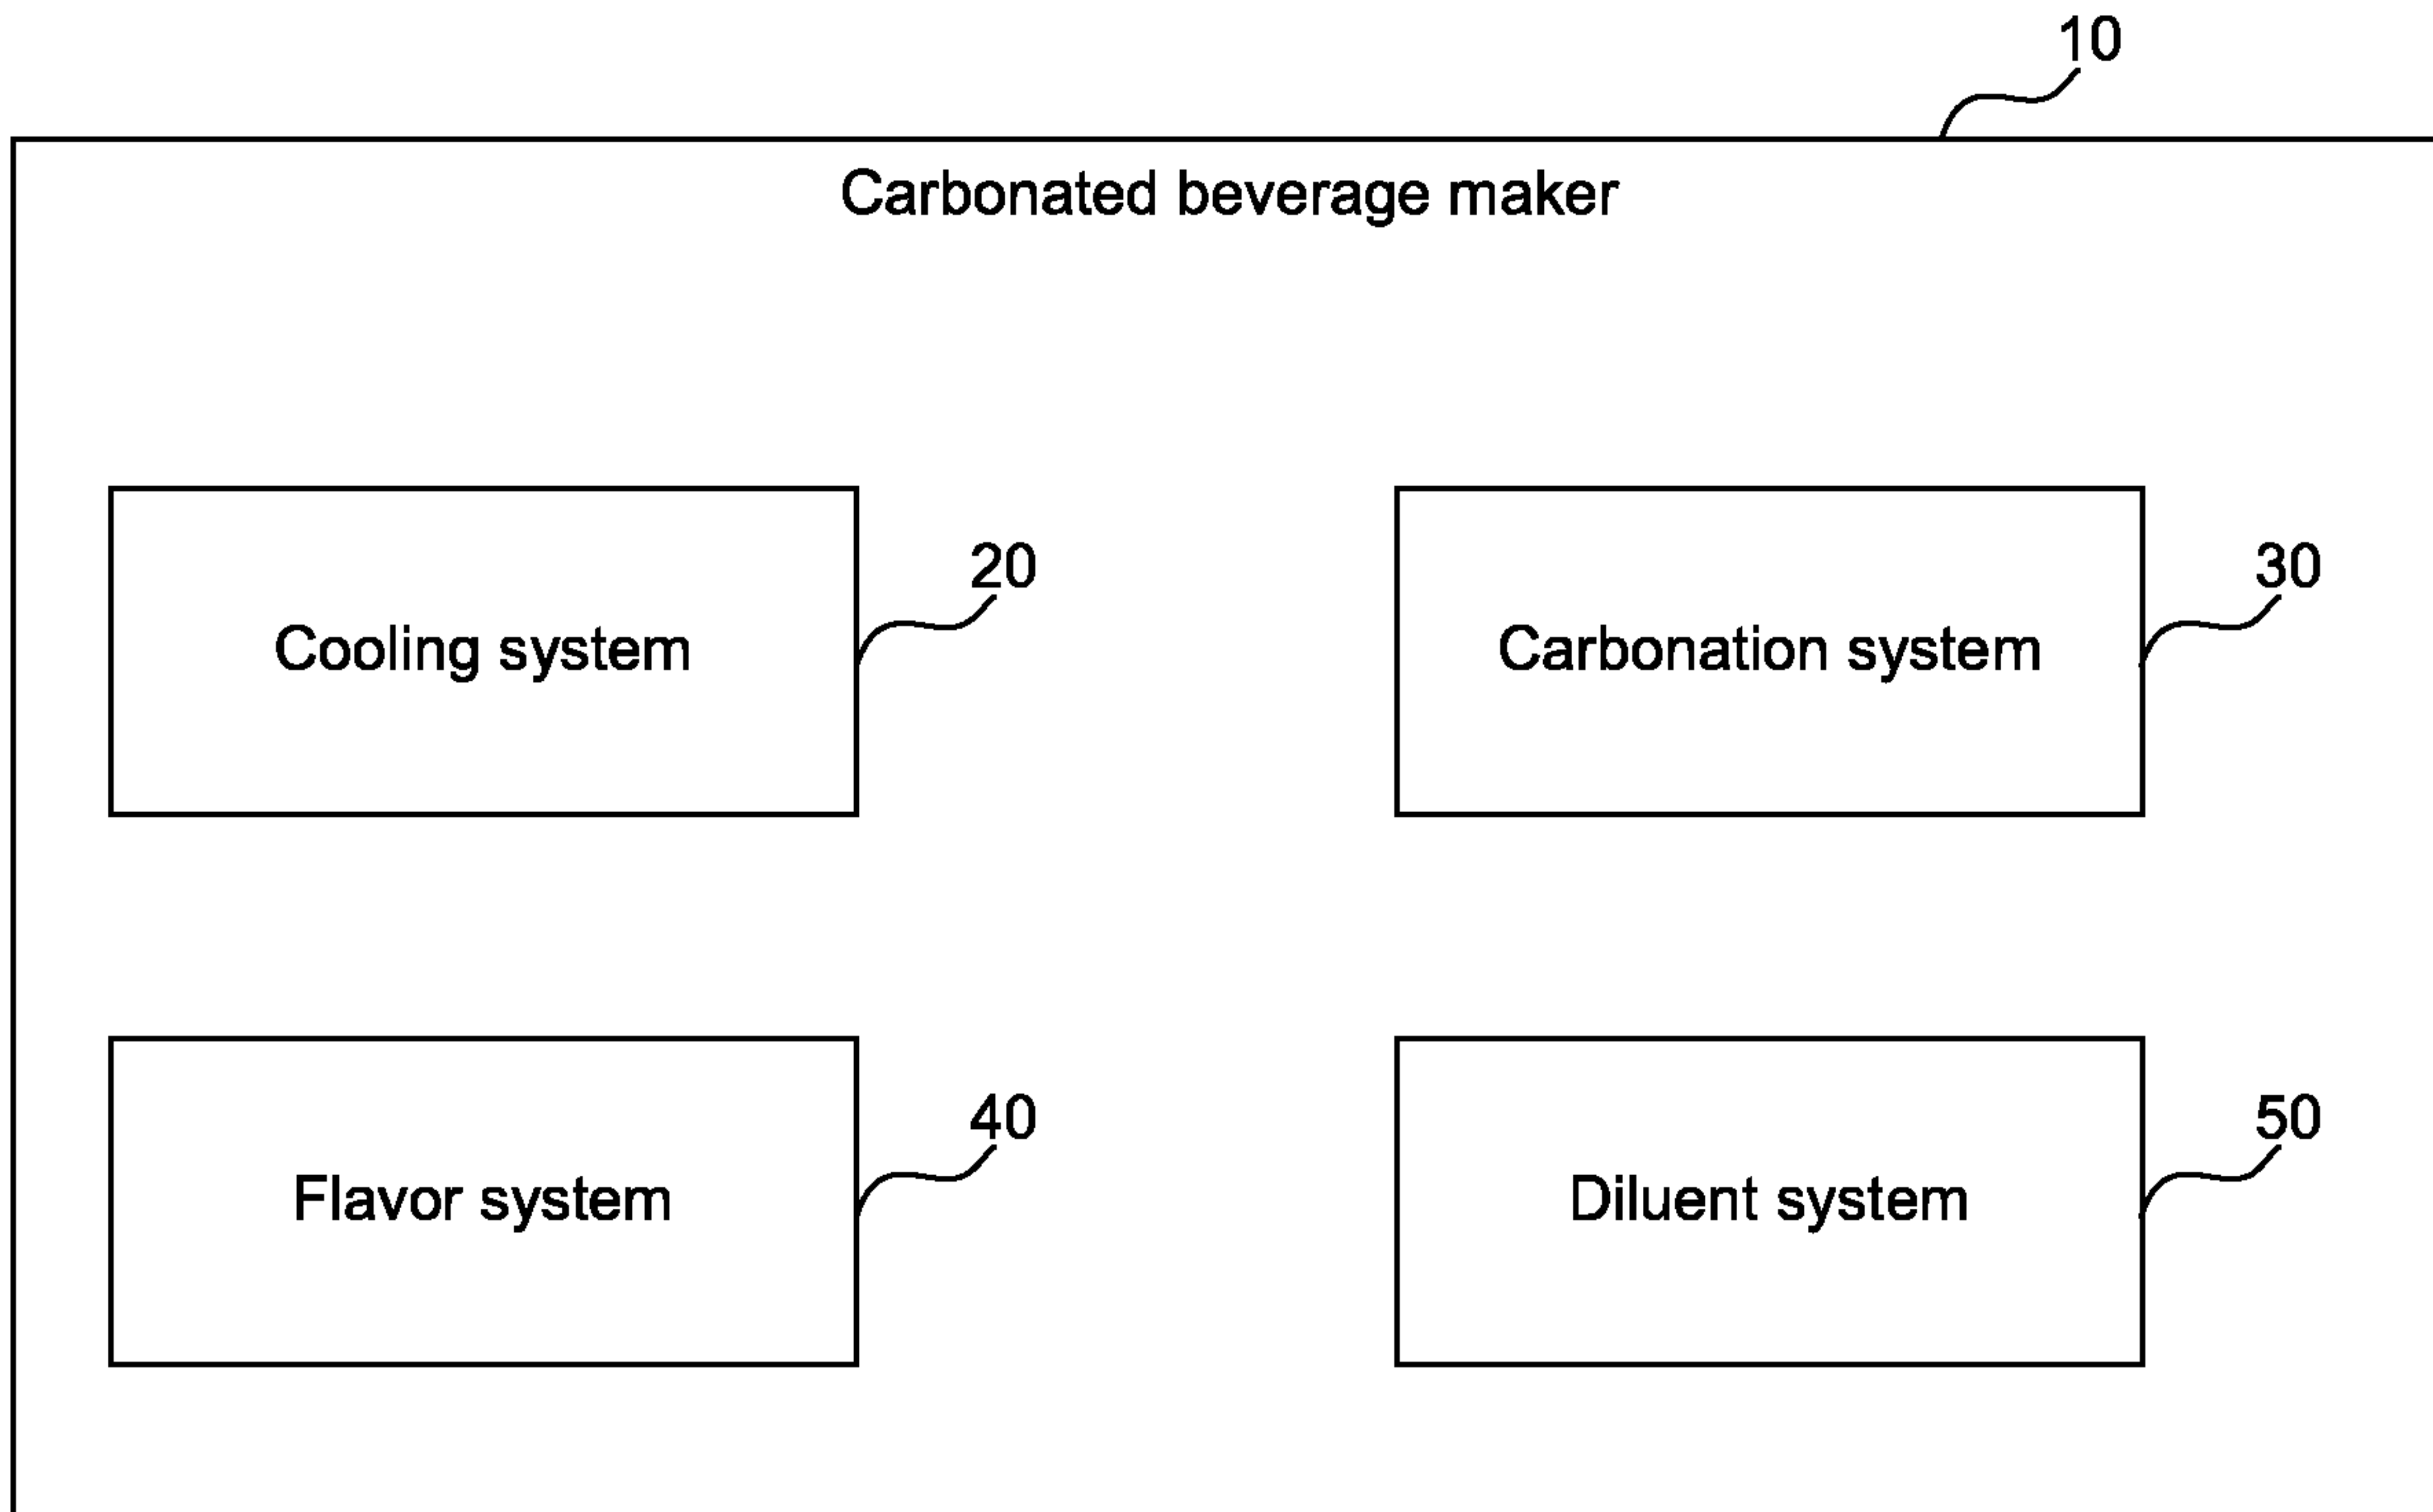 10
Carbonated beverage maker
20
30
Cooling system
Carbonation system
40
50
Flavor system
Diluent system